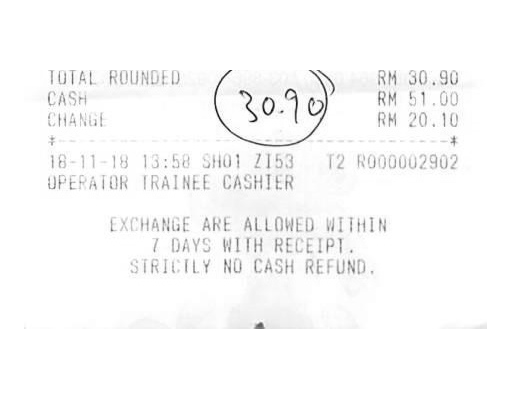 TOTAL ROUNDED RM 30.90
CASH RM 51.00
30.90
CHANGE RM 20.10
*--------------------------------------*
18-11-18 13:58 SH01 ZI53 T2 R000002902
OPERATOR TRAINEE CASHIER
EXCHANGE ARE ALLOWED WITHIN
7 DAYS WITH RECEIPT.
STRICTLY NO CASH REFUND.